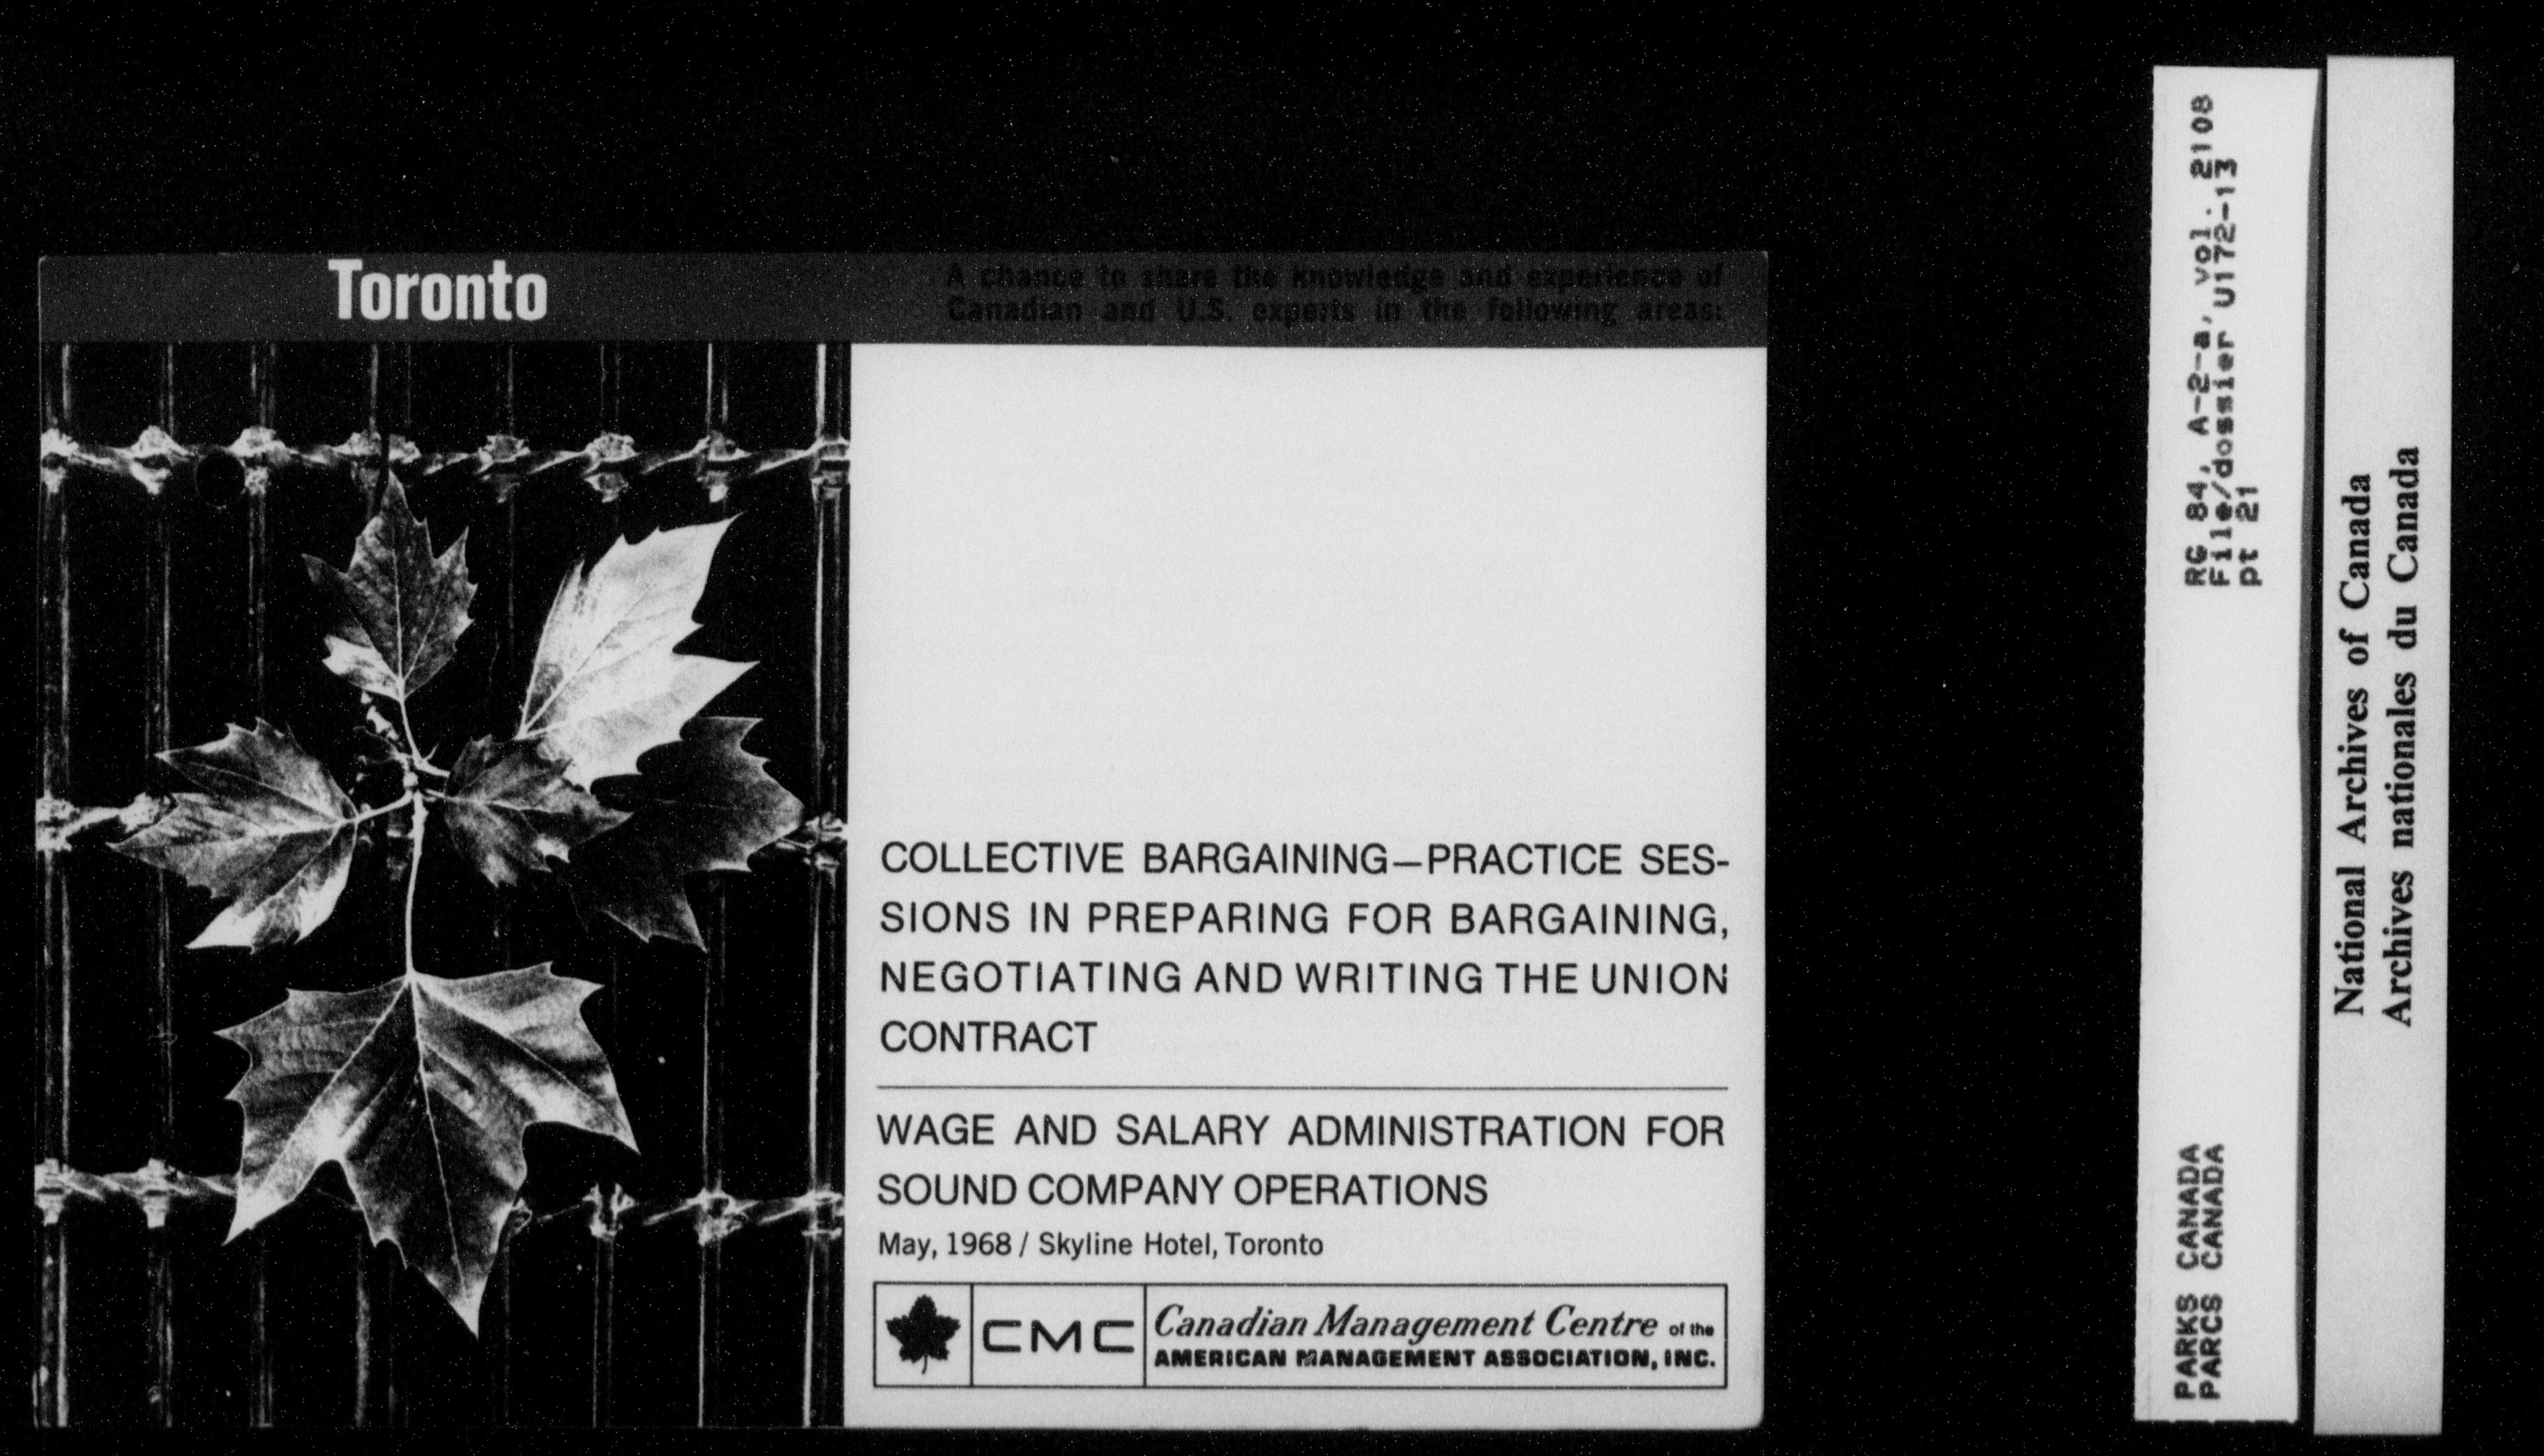 Toronto
A chance to share the knowledge and experience of
Canadian and U.S. experts in the following areas:
COLLECTIVE BARGAINING—PRACTICE SES-
SIONS IN PREPARING FOR BARGAINING,
NEGOTIATING AND WRITING THE UNION
CONTRACT
WAGE AND SALARY ADMINISTRATION FOR
SOUND COMPANY OPERATIONS
May, 1968 / Skyline Hotel, Toronto
CMC
Canadian Management Centre of the
AMERICAN MANAGEMENT ASSOCIATION, INC.
PARKS CANADA
PARCS CANADA
RG 84, A-2-a, vol. 2108
File/dossier U172-13
pt 21
National Archives of Canada
Archives nationales du Canada